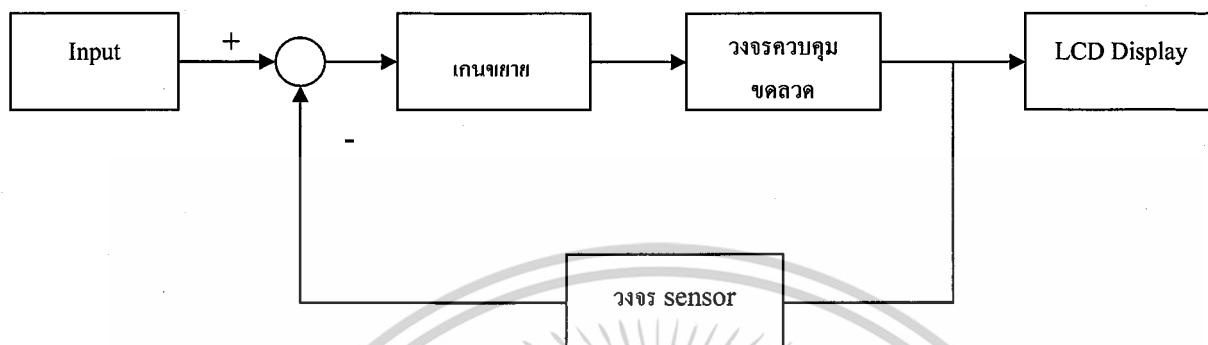 Input
+
เกนขยาย
วงจรควบคุม
ขดลวด
LCD Display
-
วงจร sensor